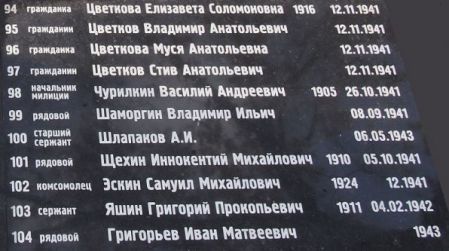 94 гражданка Цветкова Елизавета Соломоновна 1916 12.11.1941
95 гражданин Цветков Владимир Анатольевич 12.11.1941
96 гражданка Цветкова Муся Анатольевна 12.11.1941
97 гражданин Цветков Стив Анатольевич 12.11.1941
98 начальник милиции Чурилкин Василий Андреевич 1905 26.10.1941
99 рядовой Шаморгин Владимир Ильич 08.09.1941
100 старший сержант Шлапаков А.И. 06.05.1943
101 рядовой Щехин Иннокентий Михайлович 1910 05.10.1941
102 комсомолец Эскин Самуил Михайлович 1924 12.1941
103 сержант Яшин Григорий Прокопьевич 1911 04.02.1942
104 рядовой Григорьев Иван Матвеевич 1943